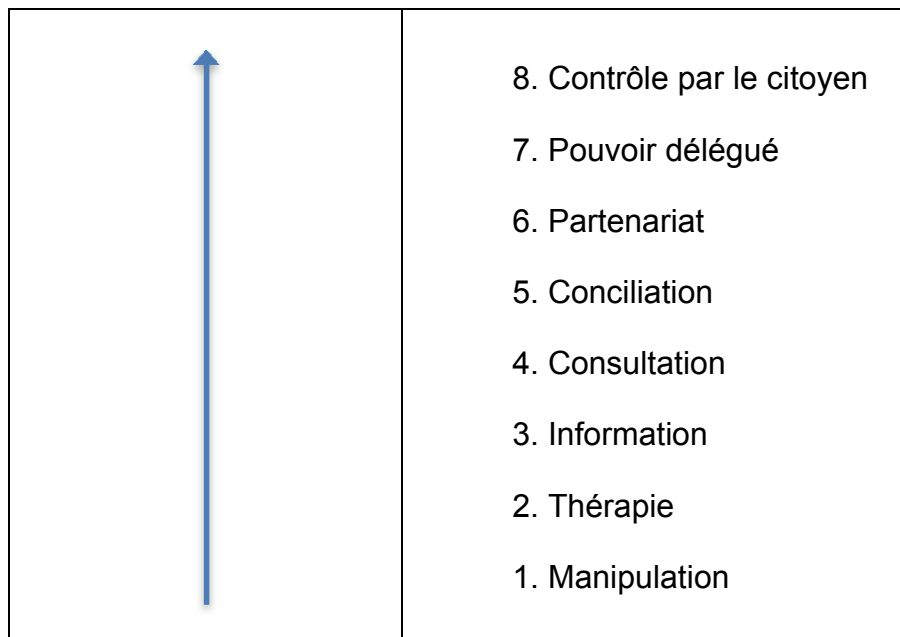 8. Contrôle par le citoyen
7. Pouvoir délégué
6. Partenariat
5. Conciliation
4. Consultation
3. Information
2. Thérapie
1. Manipulation